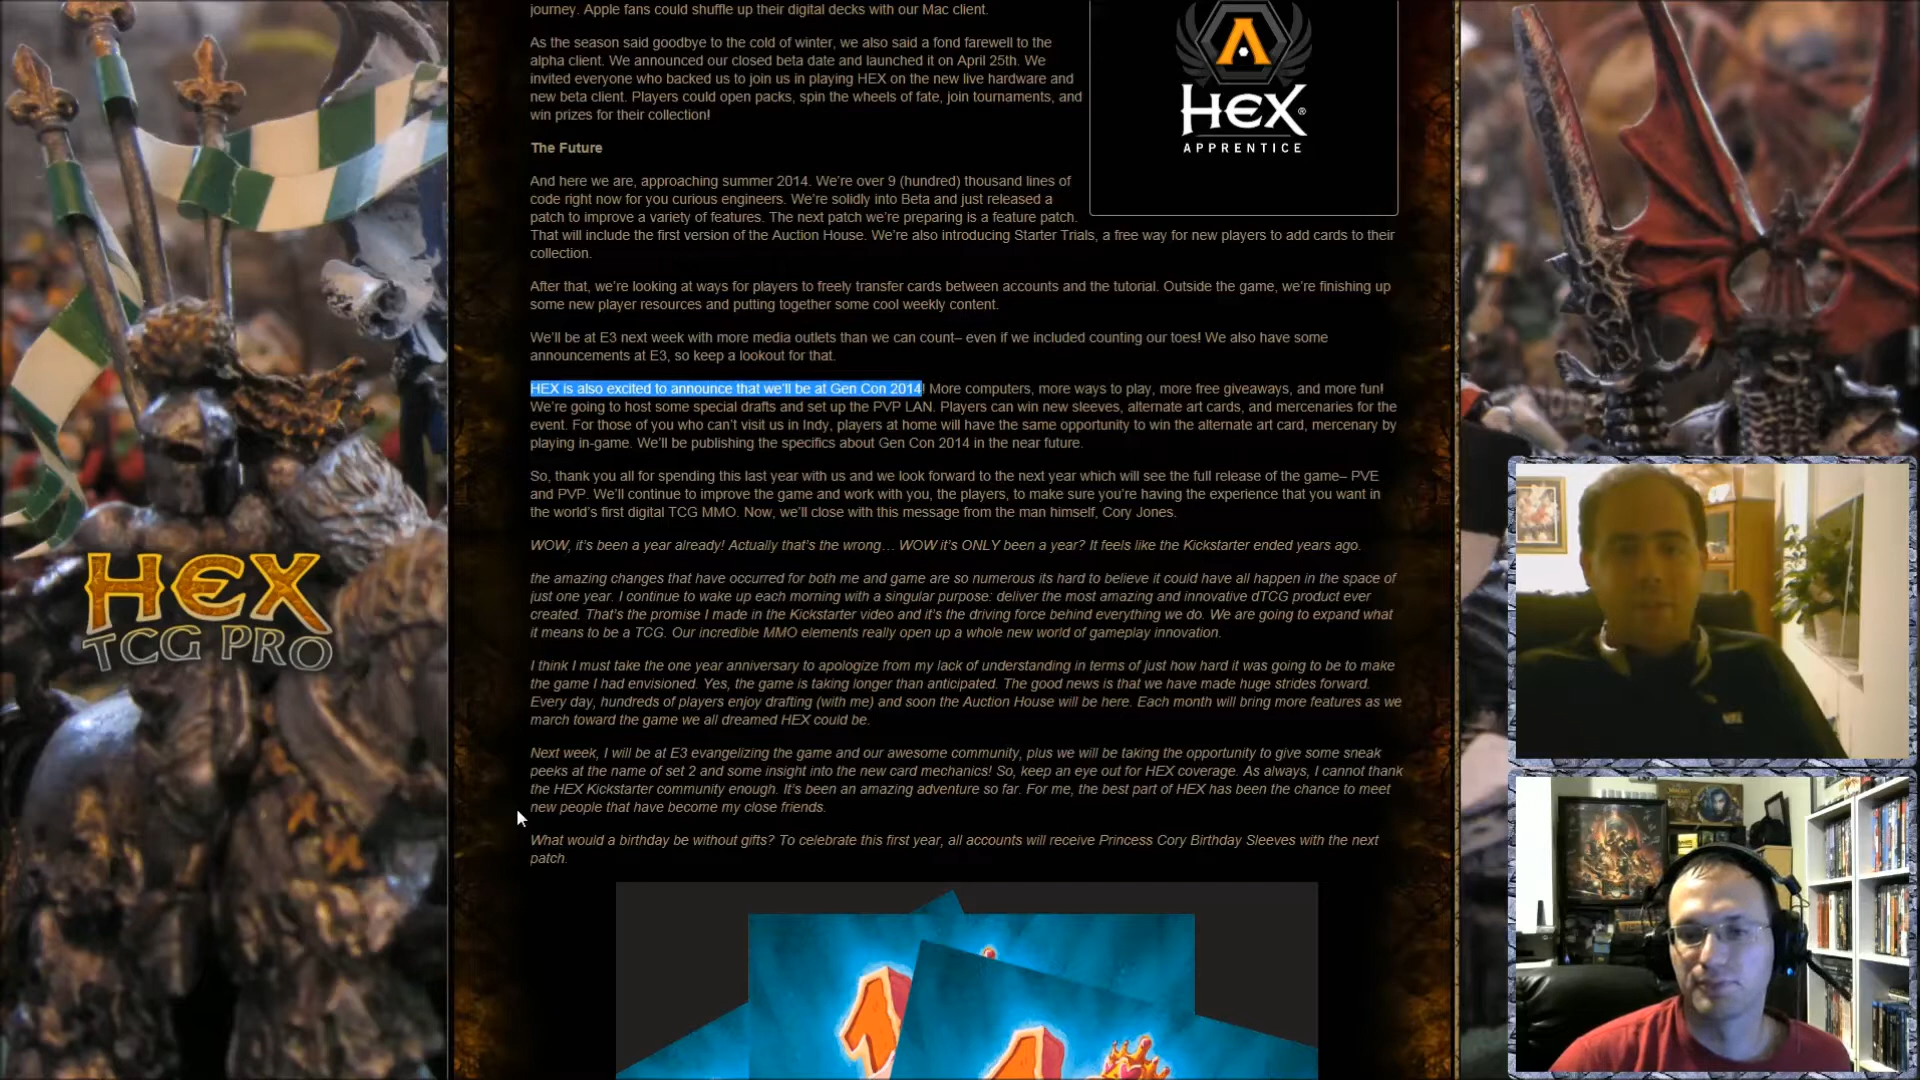 journey. Apple fans could shuffle up their digital decks with our Mac client.
As the season said goodbye to the cold of winter, we also said a fond farewell to the
alpha client. We announced our closed beta date and launched it on April 25th. We
invited everyone who backed us to join us in playing HEX on the new live hardware and
new beta client. Players could open packs, spin the wheels of fate, join tournaments, and
win prizes for their collection!
HEX®
APPRENTICE
The Future
And here we are, approaching summer 2014. We're over 9 (hundred) thousand lines of
code right now for you curious engineers. We're solidly into Beta and just released a
patch to improve a variety of features. The next patch we're preparing is a feature patch.
That will include the first version of the Auction House. We're also introducing Starter Trials, a free way for new players to add cards to their
collection.
After that, we're looking at ways for players to freely transfer cards between accounts and the tutorial. Outside the game, we're finishing up
some new player resources and putting together some cool weekly content.
We'll be at E3 next week with more media outlets than we can count– even if we included counting our toes! We also have some
announcements at E3, so keep a lookout for that.
HEX is also excited to announce that we'll be at Gen Con 2014! More computers, more ways to play, more free giveaways, and more fun!
We're going to host some special drafts and set up the PVP LAN. Players can win new sleeves, alternate art cards, and mercenaries for the
event. For those of you who can't visit us in Indy, players at home will have the same opportunity to win the alternate art card, mercenary by
playing in-game. We'll be publishing the specifics about Gen Con 2014 in the near future.
So, thank you all for spending this last year with us and we look forward to the next year which will see the full release of the game– PVE
and PVP. We'll continue to improve the game and work with you, the players, to make sure you're having the experience that you want in
the world's first digital TCG MMO. Now, we'll close with this message from the man himself, Cory Jones.
WOW, it's been a year already! Actually that's the wrong… WOW it's ONLY been a year? It feels like the Kickstarter ended years ago.
the amazing changes that have occurred for both me and game are so numerous its hard to believe it could have all happen in the space of
just one year. I continue to wake up each morning with a singular purpose: deliver the most amazing and innovative dTCG product ever
created. That's the promise I made in the Kickstarter video and it's the driving force behind everything we do. We are going to expand what
it means to be a TCG. Our incredible MMO elements really open up a whole new world of gameplay innovation.
I think I must take the one year anniversary to apologize from my lack of understanding in terms of just how hard it was going to be to make
the game I had envisioned. Yes, the game is taking longer than anticipated. The good news is that we have made huge strides forward.
Every day, hundreds of players enjoy drafting (with me) and soon the Auction House will be here. Each month will bring more features as we
march toward the game we all dreamed HEX could be.
Next week, I will be at E3 evangelizing the game and our awesome community, plus we will be taking the opportunity to give some sneak
peeks at the name of set 2 and some insight into the new card mechanics! So, keep an eye out for HEX coverage. As always, I cannot thank
the HEX Kickstarter community enough. It's been an amazing adventure so far. For me, the best part of HEX has been the chance to meet
new people that have become my close friends.
What would a birthday be without gifts? To celebrate this first year, all accounts will receive Princess Cory Birthday Sleeves with the next
patch.
HEX
TCG PRO
1
1